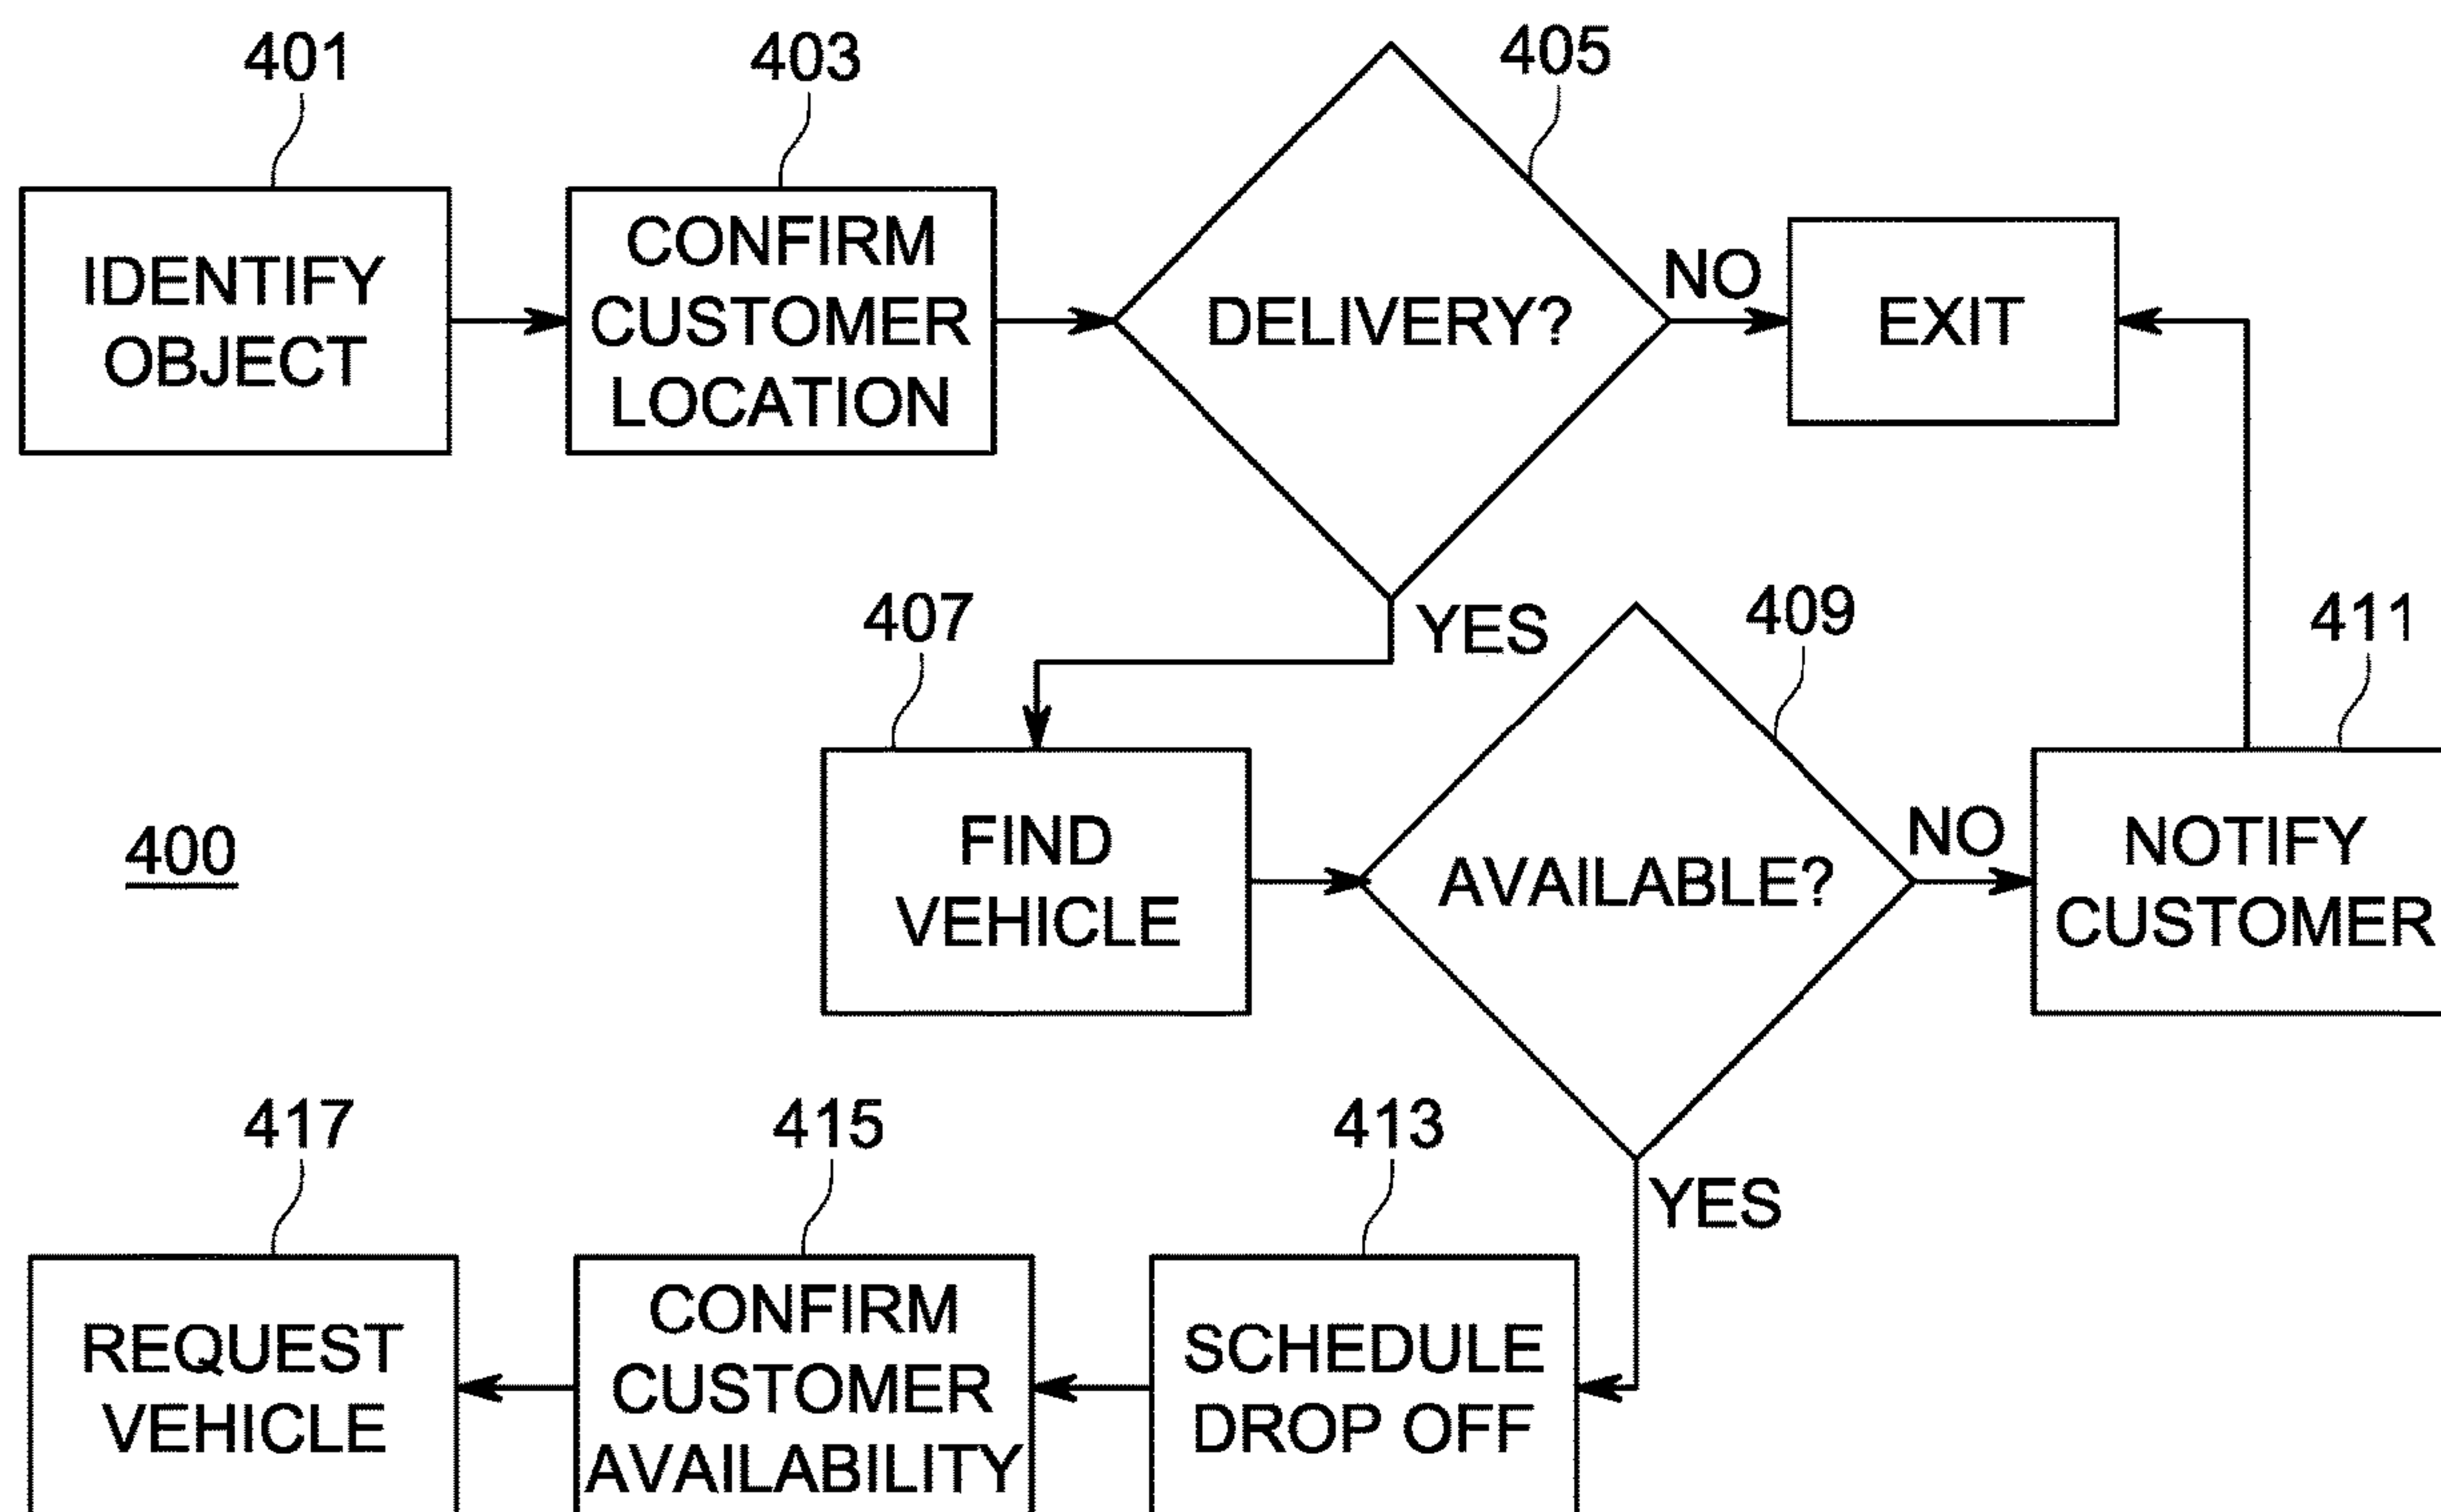 401
403
405
IDENTIFY
OBJECT
CONFIRM
CUSTOMER
LOCATION
DELIVERY?
NO
EXIT
YES
407
409
411
400
FIND
VEHICLE
AVAILABLE?
NO
NOTIFY
CUSTOMER
YES
417
415
413
REQUEST
VEHICLE
CONFIRM
CUSTOMER
AVAILABILITY
SCHEDULE
DROP OFF